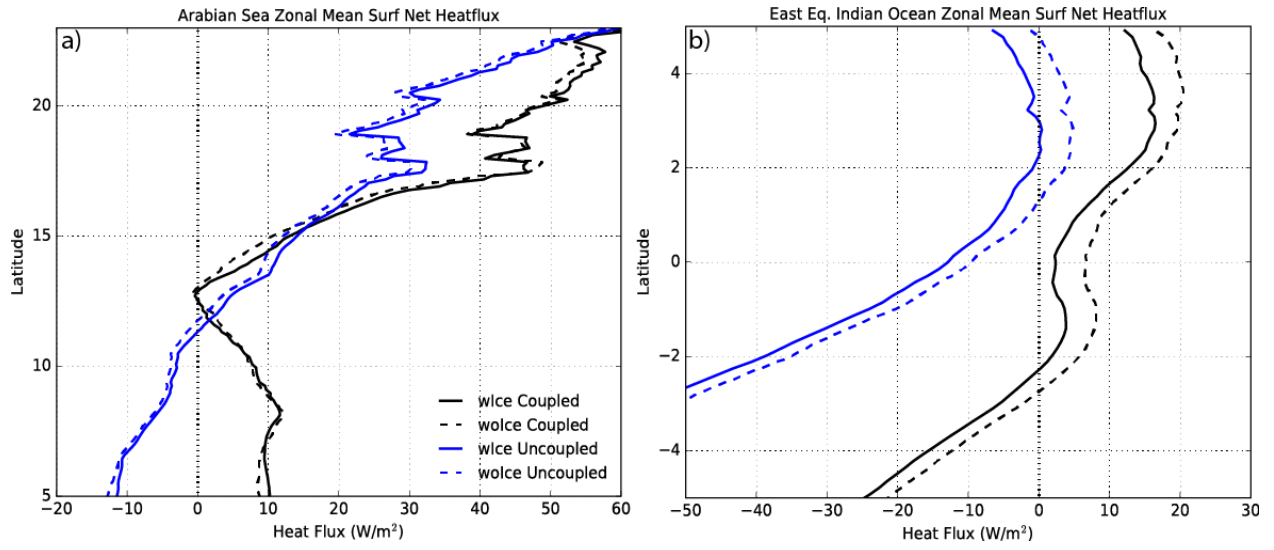 Arabian Sea Zonal Mean Surf Net Heatflux
a)
20
15
10
5
Latitude
wIce Coupled
woIce Coupled
wIce Uncoupled
woIce Uncoupled
−20 −10 0 10 20 30 40 50 60
Heat Flux (W/m²)
East Eq. Indian Ocean Zonal Mean Surf Net Heatflux
b)
4
2
0
−2
−4
Latitude
−50 −40 −30 −20 −10 0 10 20 30
Heat Flux (W/m²)